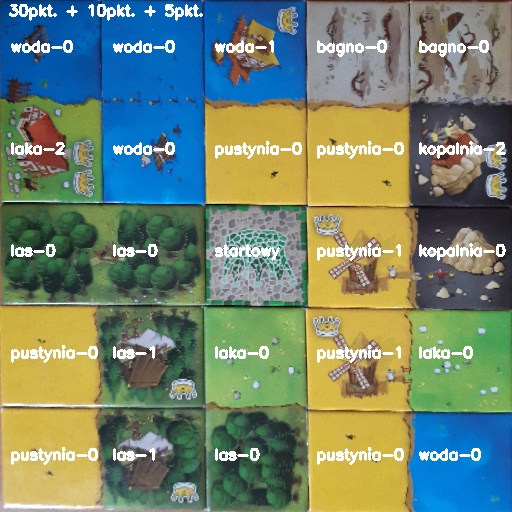 30pkt. + 10pkt. + 5pkt.
woda-0 woda-0 woda-1 bagno-0 bagno-0
laka-2 woda-0 pustynia-0 pustynia-0 kopalnia-2
las-0 las-0 startowy pustynia-1 kopalnia-0
pustynia-0 las-1 laka-0 pustynia-1 laka-0
pustynia-0 las-1 las-0 pustynia-0 woda-0